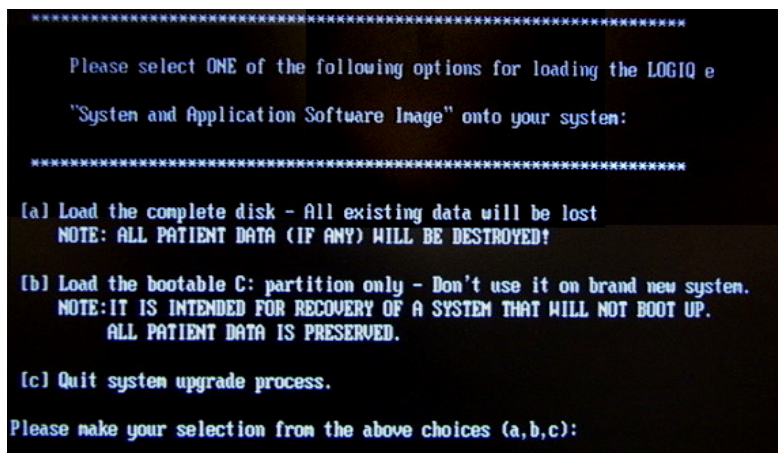 ********************************************************************
Please select ONE of the following options for loading the LOGIQ e
"System and Application Software Image" onto your system:
********************************************************************
[a] Load the complete disk - All existing data will be lost
NOTE: ALL PATIENT DATA (IF ANY) WILL BE DESTROYED!
[b] Load the bootable C: partition only - Don't use it on brand new system.
NOTE:IT IS INTENDED FOR RECOVERY OF A SYSTEM THAT WILL NOT BOOT UP.
ALL PATIENT DATA IS PRESERVED.
[c] Quit system upgrade process.
Please make your selection from the above choices (a,b,c):